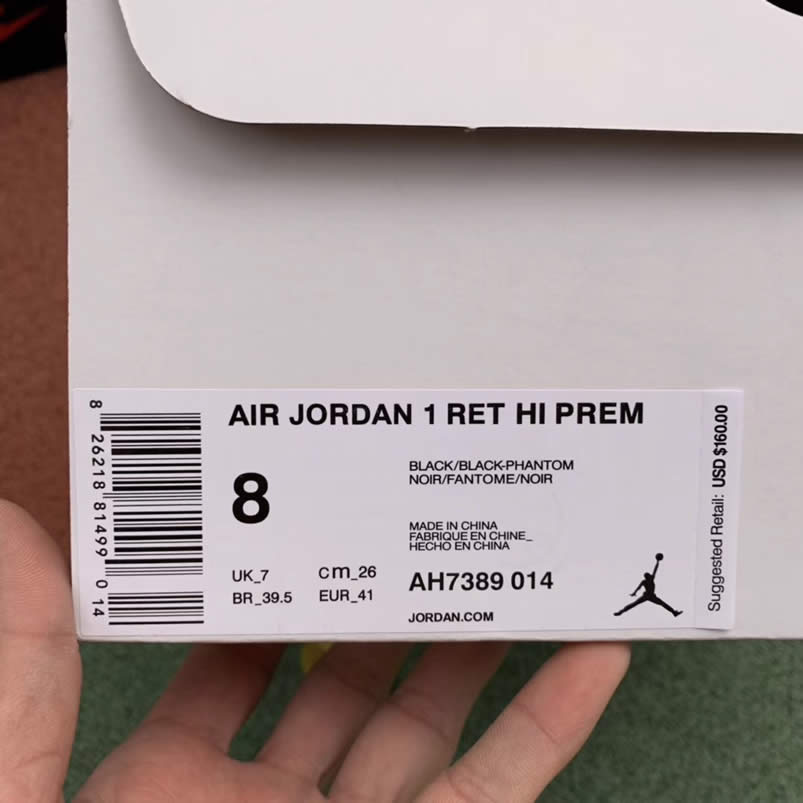 AIR JORDAN 1 RET HI PREM
8
BLACK/BLACK-PHANTOM
NOIR/FANTOME/NOIR
MADE IN CHINA
FABRIQUE EN CHINE_
HECHO EN CHINA
UK_7 cm_26
BR_39.5 EUR_41
AH7389 014
JORDAN.COM
8 26218 81499 0 14
Suggested Retail: USD $160.00